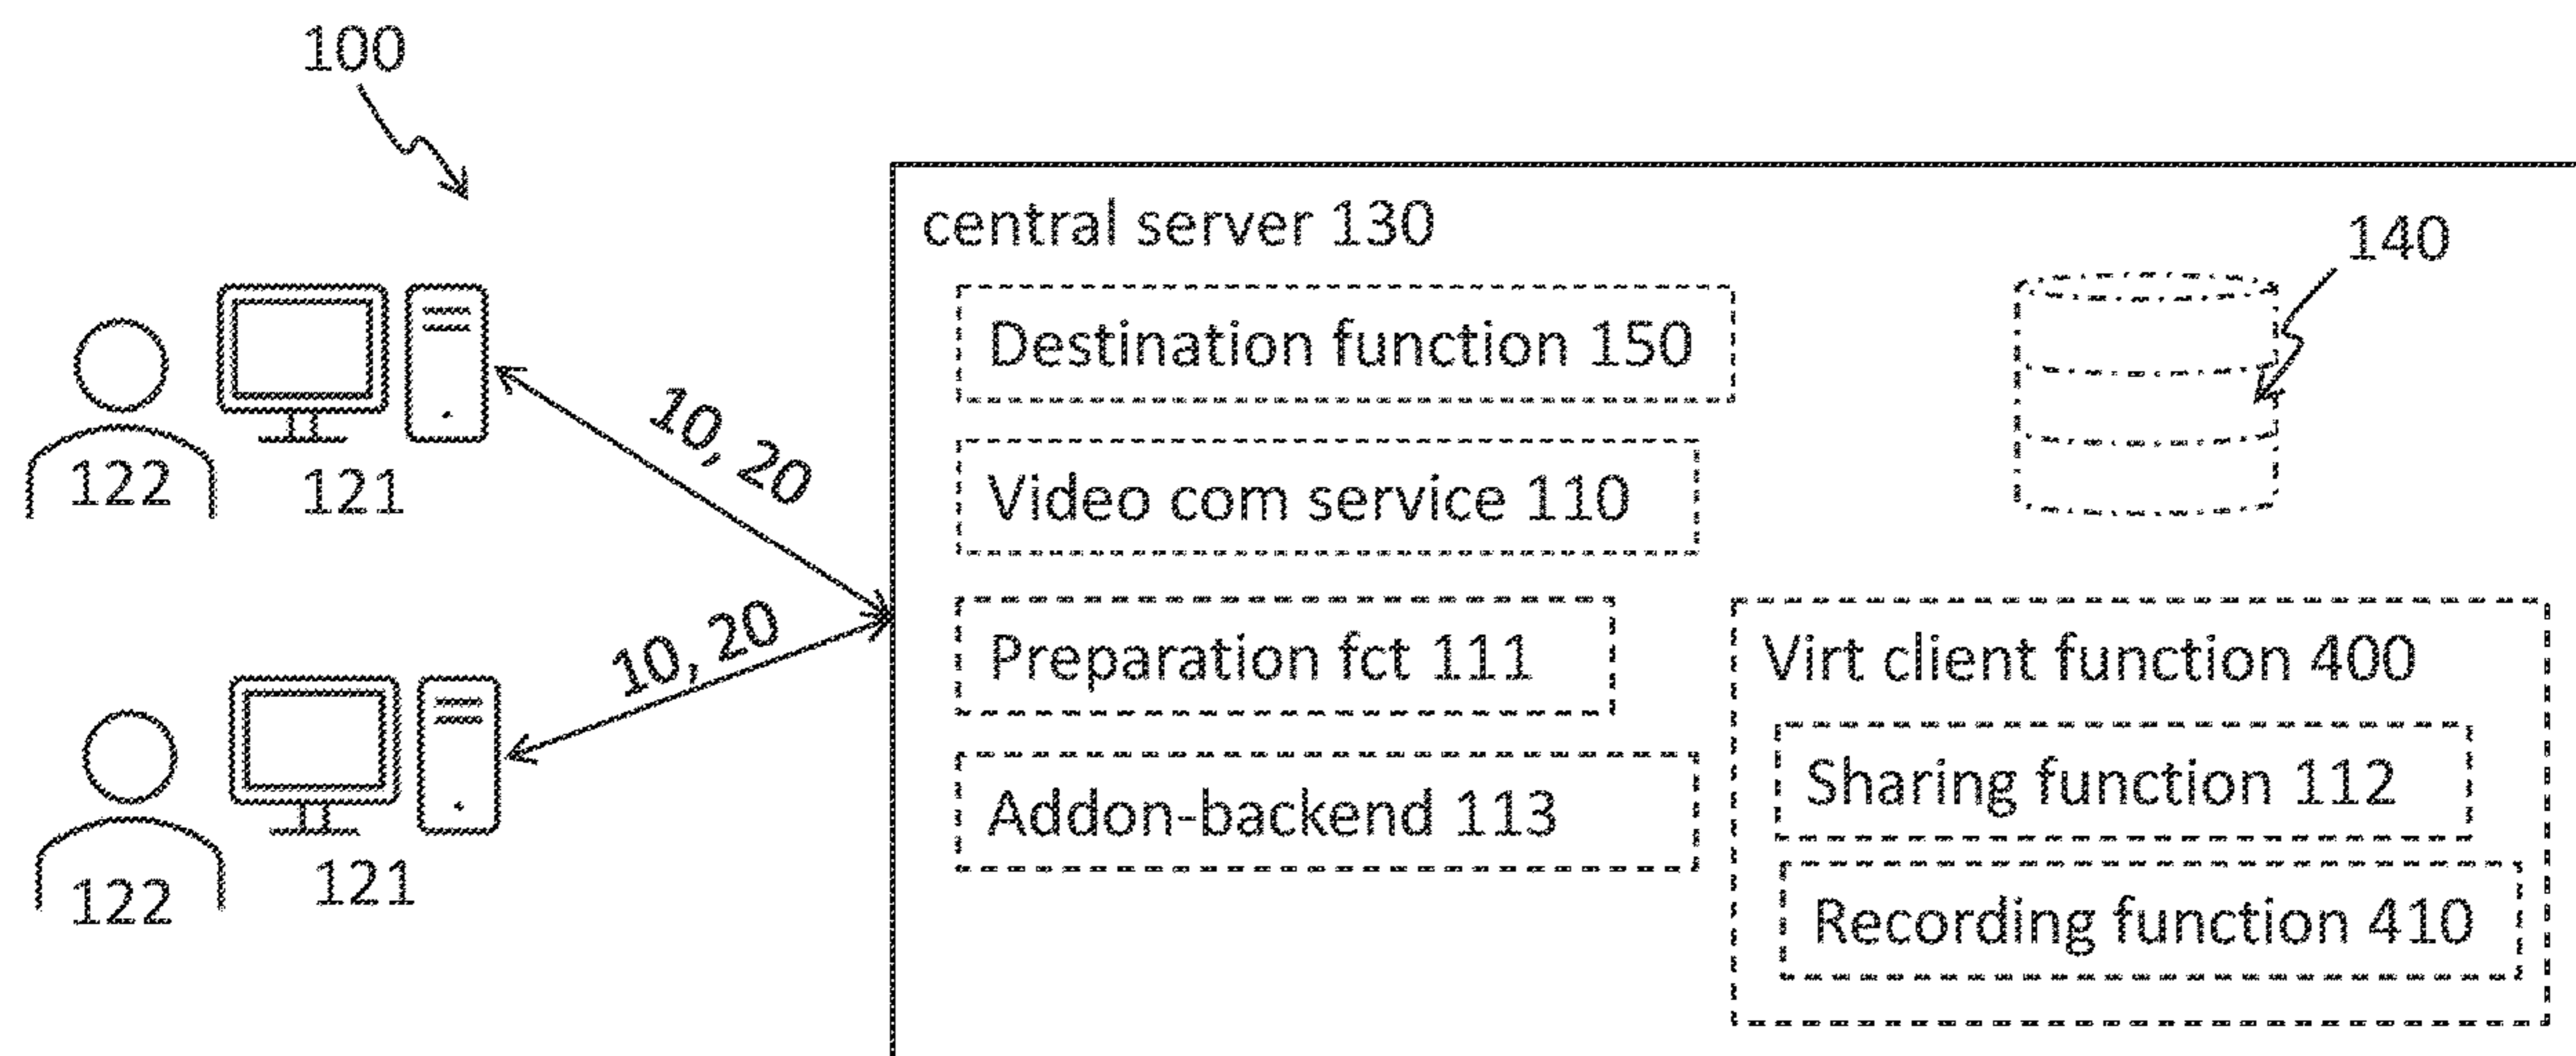 100
central server 130
140
Destination function 150
10, 20
122
121
Video com service 110
10, 20
Preparation fct 111
Virt client function 400
Addon-backend 113
Sharing function 112
122
121
Recording function 410